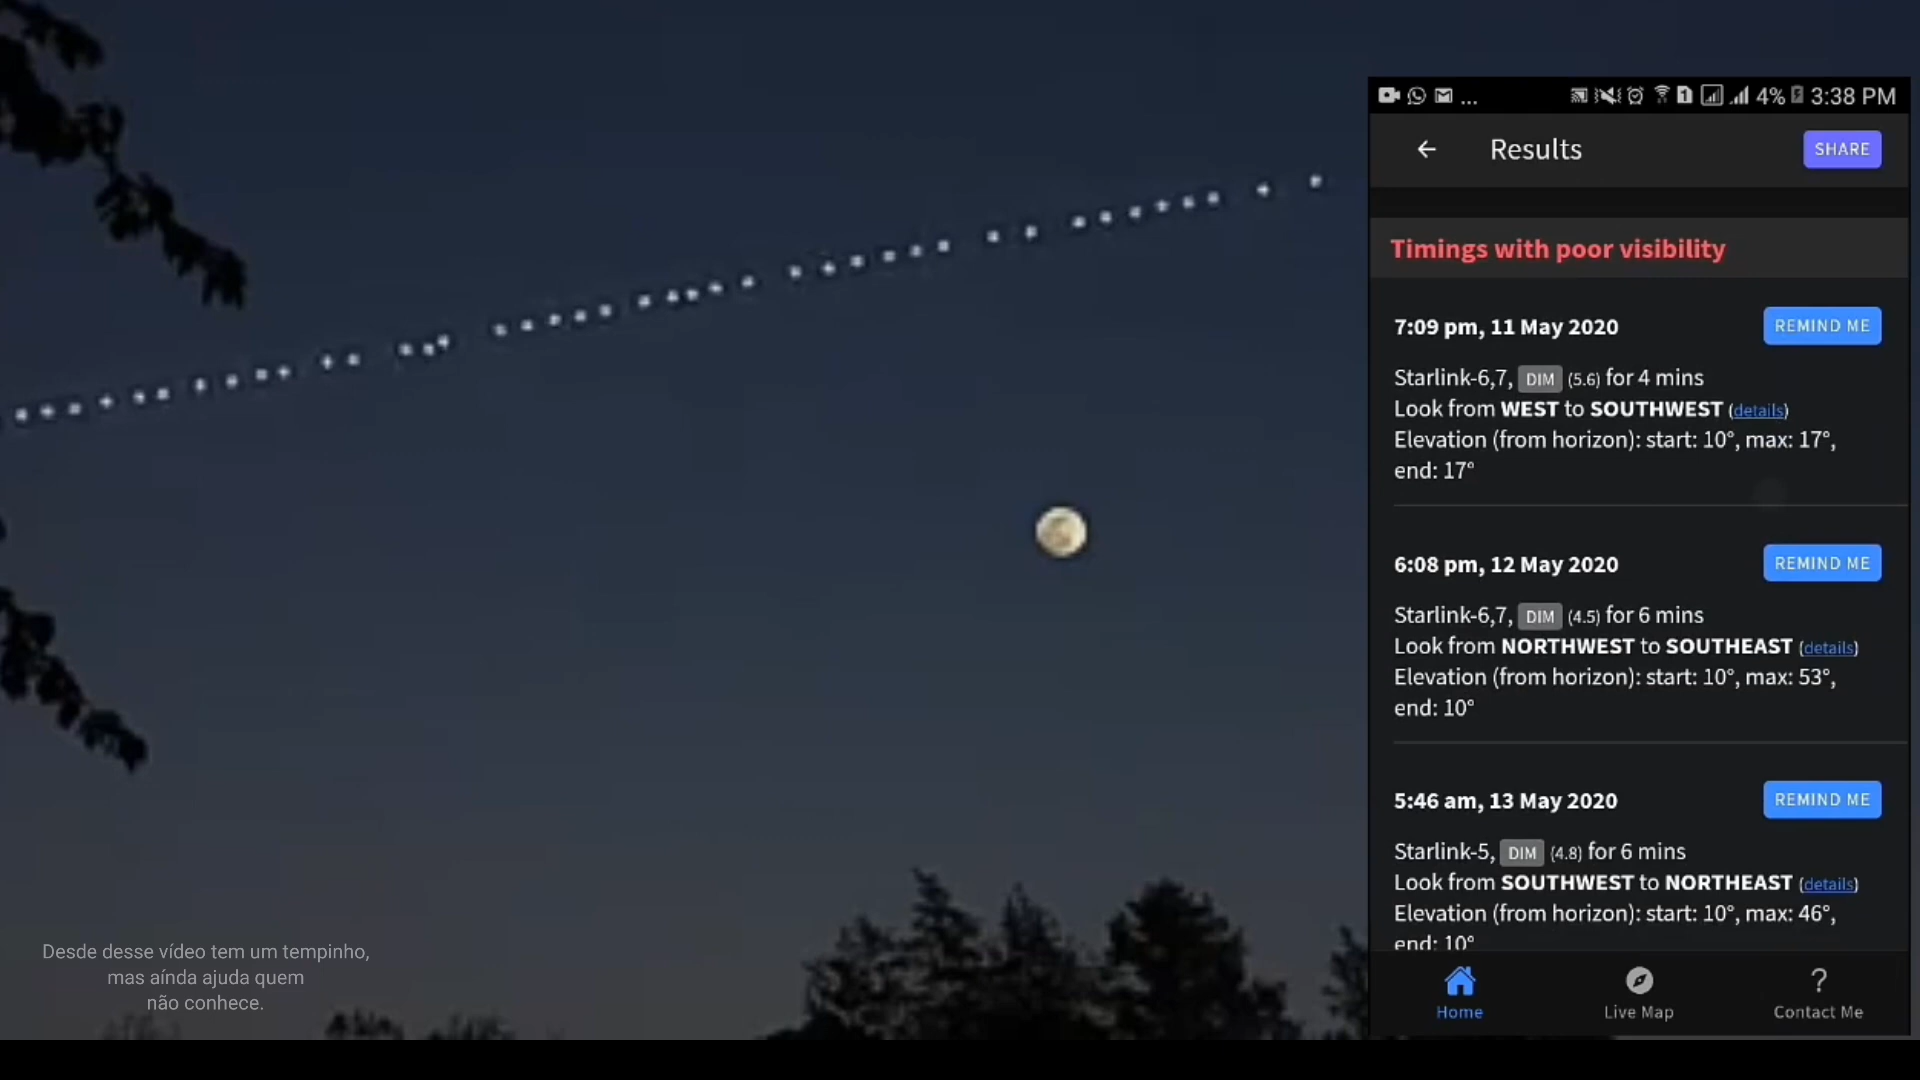 ... 4% 3:38 PM
Results
SHARE
Timings with poor visibility
7:09 pm, 11 May 2020
REMIND ME
Starlink-6,7, DIM (5.6) for 4 mins
Look from WEST to SOUTHWEST (details)
Elevation (from horizon): start: 10°, max: 17°,
end: 17°
6:08 pm, 12 May 2020
REMIND ME
Starlink-6,7, DIM (4.5) for 6 mins
Look from NORTHWEST to SOUTHEAST (details)
Elevation (from horizon): start: 10°, max: 53°,
end: 10°
5:46 am, 13 May 2020
REMIND ME
Starlink-5, DIM (4.8) for 6 mins
Look from SOUTHWEST to NORTHEAST (details)
Elevation (from horizon): start: 10°, max: 46°,
end: 10°
Home
Live Map
? Contact Me
Desde desse vídeo tem um tempinho,
mas aínda ajuda quem
não conhece.